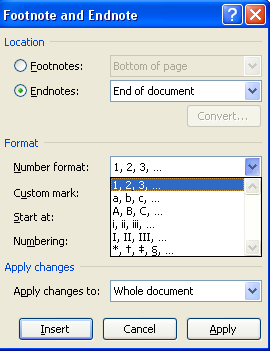 Footnote and Endnote
Location
Footnotes: Bottom of page
Endnotes: End of document
Convert...
Format
Number format: 1, 2, 3, ...
1, 2, 3, ...
Custom mark: a, b, c, ...
A, B, C, ...
Start at: i, ii, iii, ...
I, II, III, ...
Numbering: *, †, ‡, §, ...
Apply changes
Apply changes to: Whole document
Insert Cancel Apply